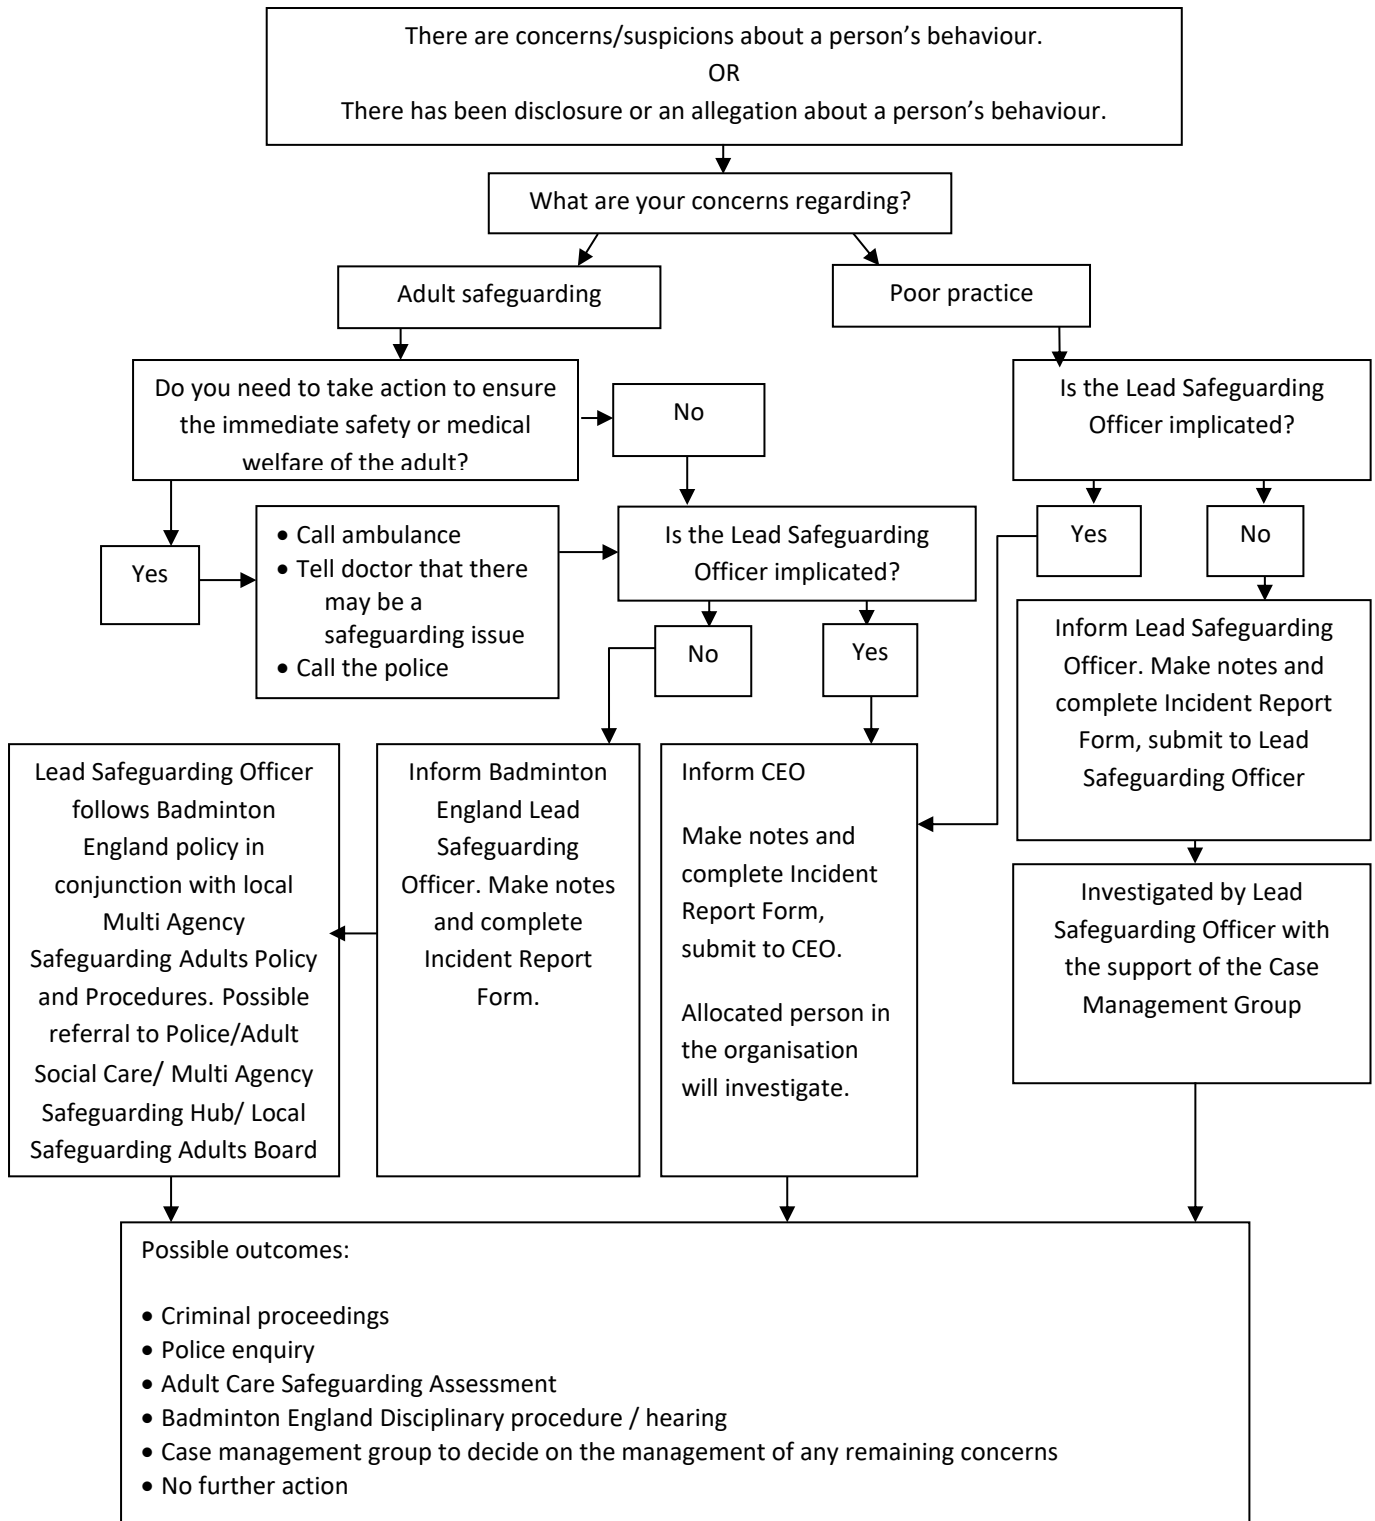 There are concerns/suspicions about a person’s behaviour.
OR
There has been disclosure or an allegation about a person’s behaviour.
What are your concerns regarding?
Adult safeguarding
Poor practice
Do you need to take action to ensure
the immediate safety or medical
welfare of the adult?
No
Is the Lead Safeguarding
Officer implicated?
Yes
• Call ambulance
• Tell doctor that there
may be a
safeguarding issue
• Call the police
Is the Lead Safeguarding
Officer implicated?
Yes
No
No
Yes
Inform Lead Safeguarding
Officer. Make notes and
complete Incident Report
Form, submit to Lead
Safeguarding Officer
Lead Safeguarding Officer
follows Badminton
England policy in
conjunction with local
Multi Agency
Safeguarding Adults Policy
and Procedures. Possible
referral to Police/Adult
Social Care/ Multi Agency
Safeguarding Hub/ Local
Safeguarding Adults Board
Inform Badminton
England Lead
Safeguarding
Officer. Make notes
and complete
Incident Report
Form.
Inform CEO
Make notes and
complete Incident
Report Form,
submit to CEO.
Allocated person in
the organisation
will investigate.
Investigated by Lead
Safeguarding Officer with
the support of the Case
Management Group
Possible outcomes:
• Criminal proceedings
• Police enquiry
• Adult Care Safeguarding Assessment
• Badminton England Disciplinary procedure / hearing
• Case management group to decide on the management of any remaining concerns
• No further action